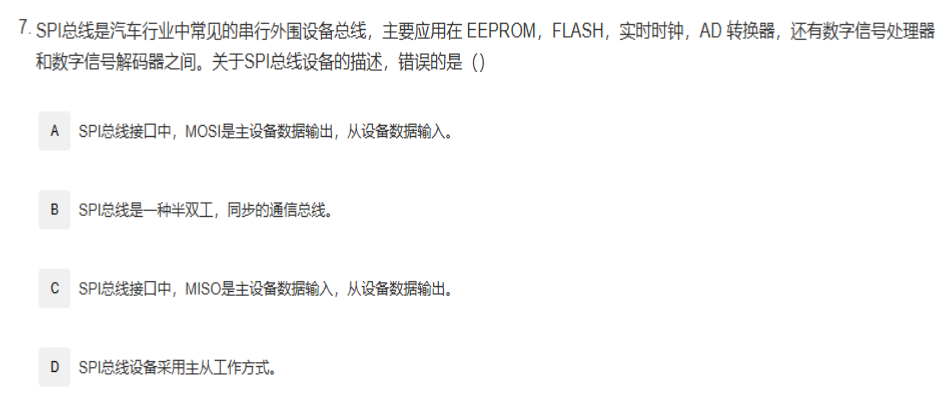 7. SPI总线是汽车行业中常见的串行外围设备总线，主要应用在 EEPROM，FLASH，实时时钟，AD 转换器，还有数字信号处理器
和数字信号解码器之间。关于SPI总线设备的描述，错误的是（）
A SPI总线接口中，MOSI是主设备数据输出，从设备数据输入。
B SPI总线是一种半双工，同步的通信总线。
C SPI总线接口中，MISO是主设备数据输入，从设备数据输出。
D SPI总线设备采用主从工作方式。